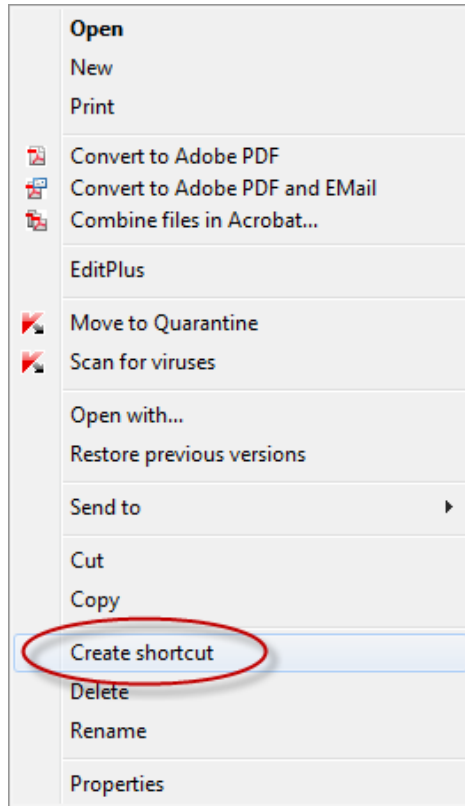 Open
New
Print
Convert to Adobe PDF
Convert to Adobe PDF and EMail
Combine files in Acrobat...
EditPlus
Move to Quarantine
Scan for viruses
Open with...
Restore previous versions
Send to
Cut
Copy
Create shortcut
Delete
Rename
Properties